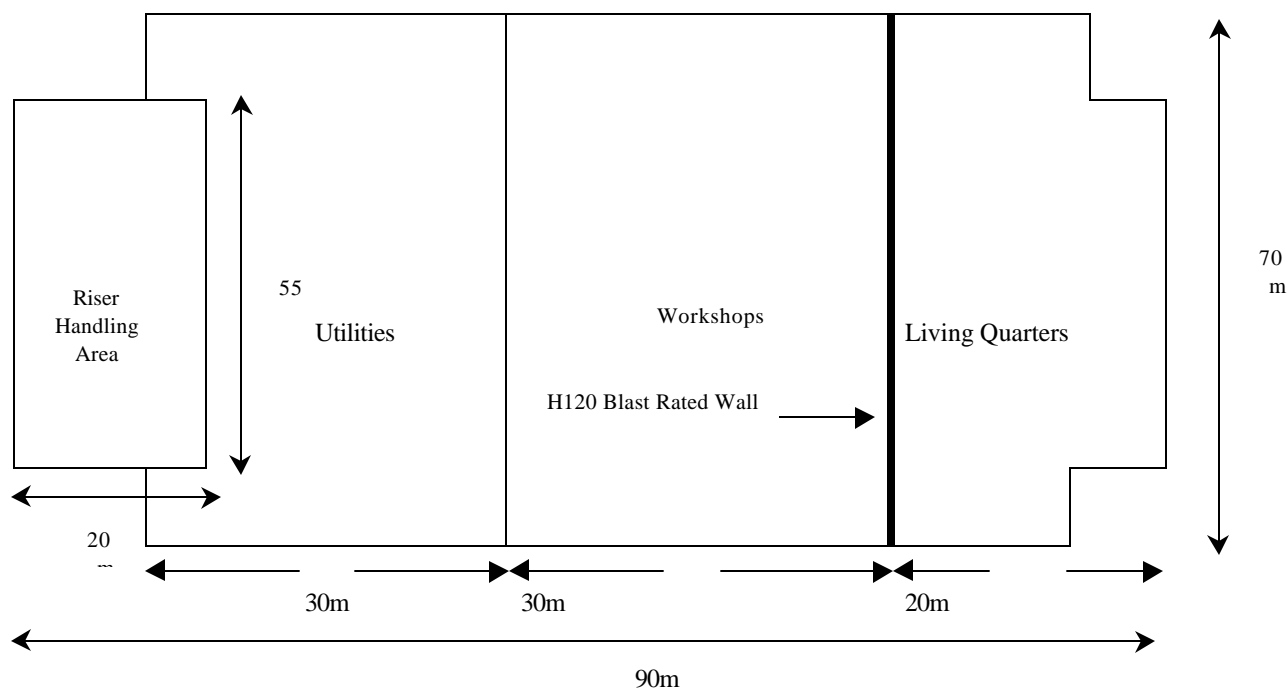 Riser
Handling
Area
55
Utilities
Workshops
Living Quarters
H120 Blast Rated Wall
70
m
20
30m
30m
20m
90m